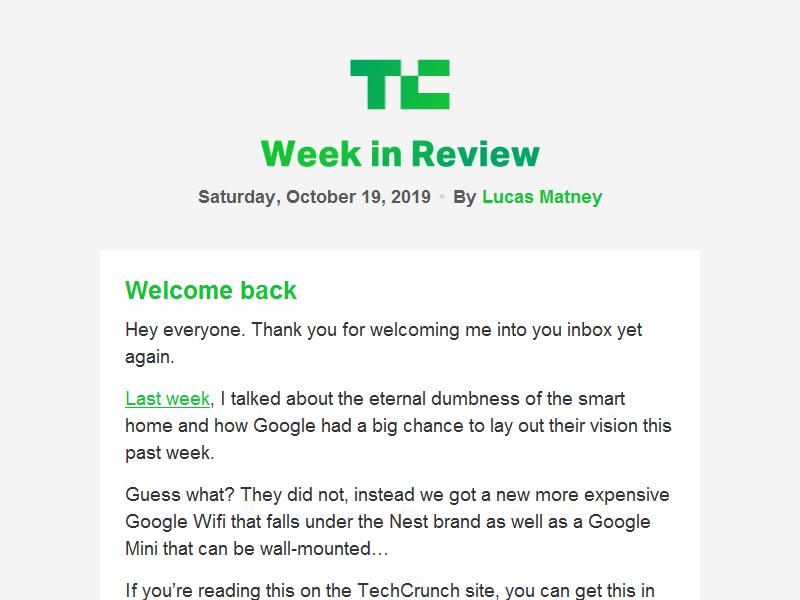 TC
Week in Review
Saturday, October 19, 2019 • By Lucas Matney
Welcome back
Hey everyone. Thank you for welcoming me into you inbox yet
again.
Last week, I talked about the eternal dumbness of the smart
home and how Google had a big chance to lay out their vision this
past week.
Guess what? They did not, instead we got a new more expensive
Google Wifi that falls under the Nest brand as well as a Google
Mini that can be wall-mounted…
If you’re reading this on the TechCrunch site, you can get this in